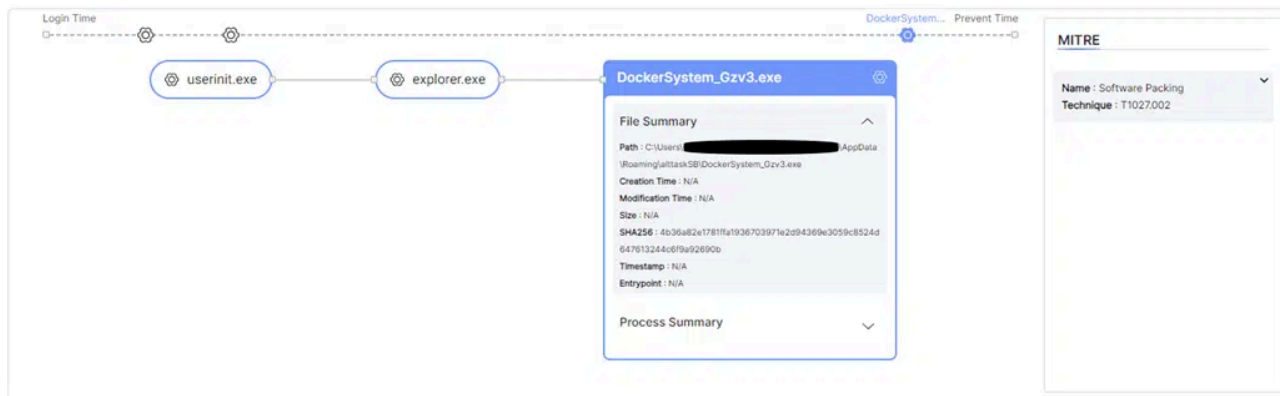 Login Time
DockerSystem...
Prevent Time
userinit.exe
explorer.exe
DockerSystem_Gzv3.exe
File Summary
Path : C:\Users\ \AppData
\Roaming\alttaskSB\DockerSystem_Gzv3.exe
Creation Time : N/A
Modification Time : N/A
Size : N/A
SHA256 : 4b36a82e1781ffa1936703971e2d94369e3059c8524d
647613244c6f9a92690b
Timestamp : N/A
Entrypoint : N/A
Process Summary
MITRE
Name : Software Packing
Technique : T1027.002